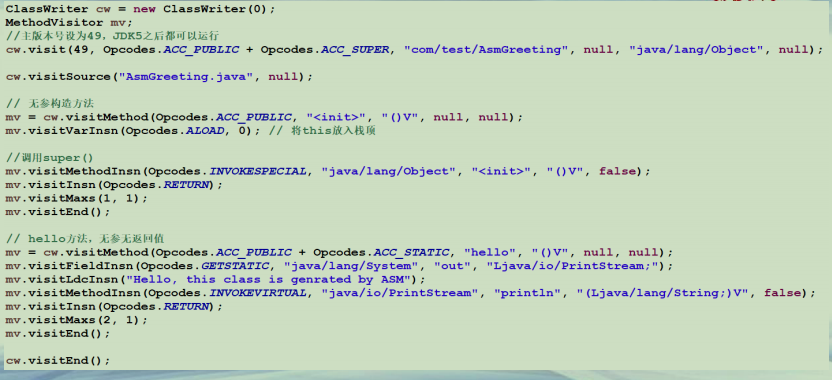 ClassWriter cw = new ClassWriter(0);
MethodVisitor mv;
//主版本号设为49，JDK5之后都可以运行
cw.visit(49, Opcodes.ACC_PUBLIC + Opcodes.ACC_SUPER, "com/test/AsmGreeting", null, "java/lang/Object", null);
cw.visitSource("AsmGreeting.java", null);
// 无参构造方法
mv = cw.visitMethod(Opcodes.ACC_PUBLIC, "<init>", "()V", null, null);
mv.visitVarInsn(Opcodes.ALOAD, 0); // 将this放入栈顶
//调用super()
mv.visitMethodInsn(Opcodes.INVOKESPECIAL, "java/lang/Object", "<init>", "()V", false);
mv.visitInsn(Opcodes.RETURN);
mv.visitMaxs(1, 1);
mv.visitEnd();
// hello方法，无参无返回值
mv = cw.visitMethod(Opcodes.ACC_PUBLIC + Opcodes.ACC_STATIC, "hello", "()V", null, null);
mv.visitFieldInsn(Opcodes.GETSTATIC, "java/lang/System", "out", "Ljava/io/PrintStream;");
mv.visitLdcInsn("Hello, this class is genrated by ASM");
mv.visitMethodInsn(Opcodes.INVOKEVIRTUAL, "java/io/PrintStream", "println", "(Ljava/lang/String;)V", false);
mv.visitInsn(Opcodes.RETURN);
mv.visitMaxs(2, 1);
mv.visitEnd();
cw.visitEnd();